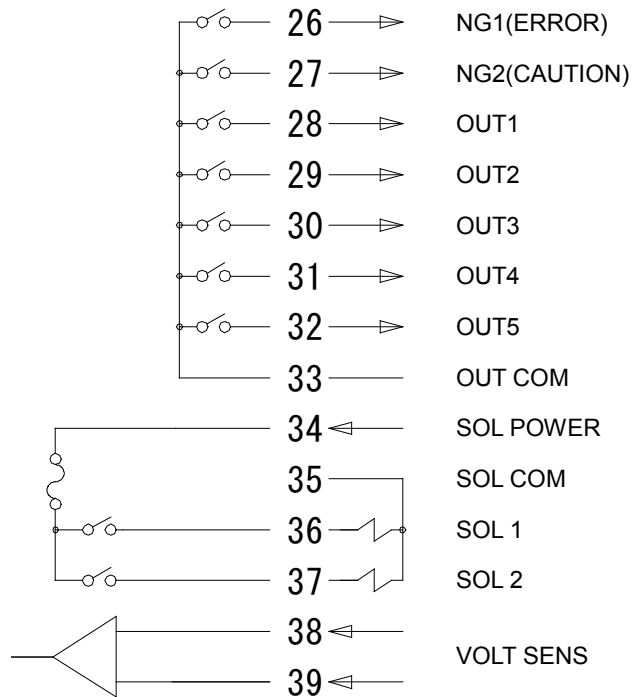 26 NG1(ERROR)
27 NG2(CAUTION)
28 OUT1
29 OUT2
30 OUT3
31 OUT4
32 OUT5
33 OUT COM
34 SOL POWER
35 SOL COM
36 SOL 1
37 SOL 2
38
VOLT SENS
39